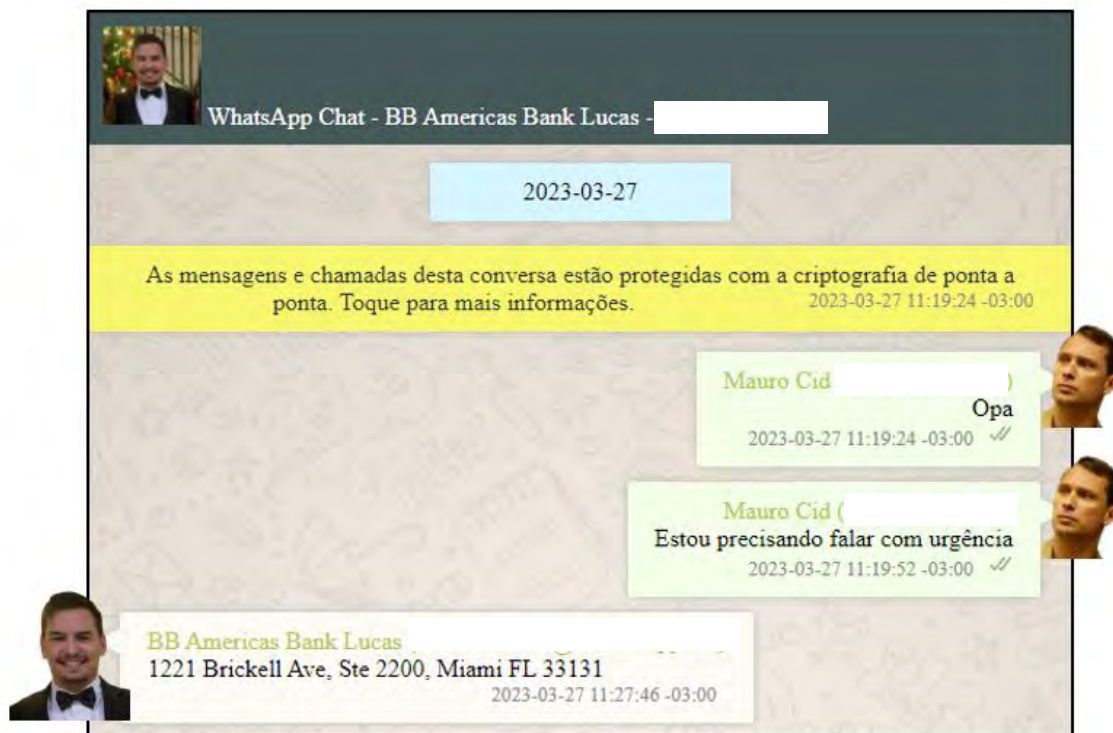 WhatsApp Chat - BB Americas Bank Lucas -
2023-03-27
As mensagens e chamadas desta conversa estão protegidas com a criptografia de ponta a
ponta. Toque para mais informações.
2023-03-27 11:19:24 -03:00
Mauro Cid )
Opa
2023-03-27 11:19:24 -03:00
Mauro Cid (
Estou precisando falar com urgência
2023-03-27 11:19:52 -03:00
BB Americas Bank Lucas
1221 Brickell Ave, Ste 2200, Miami FL 33131
2023-03-27 11:27:46 -03:00